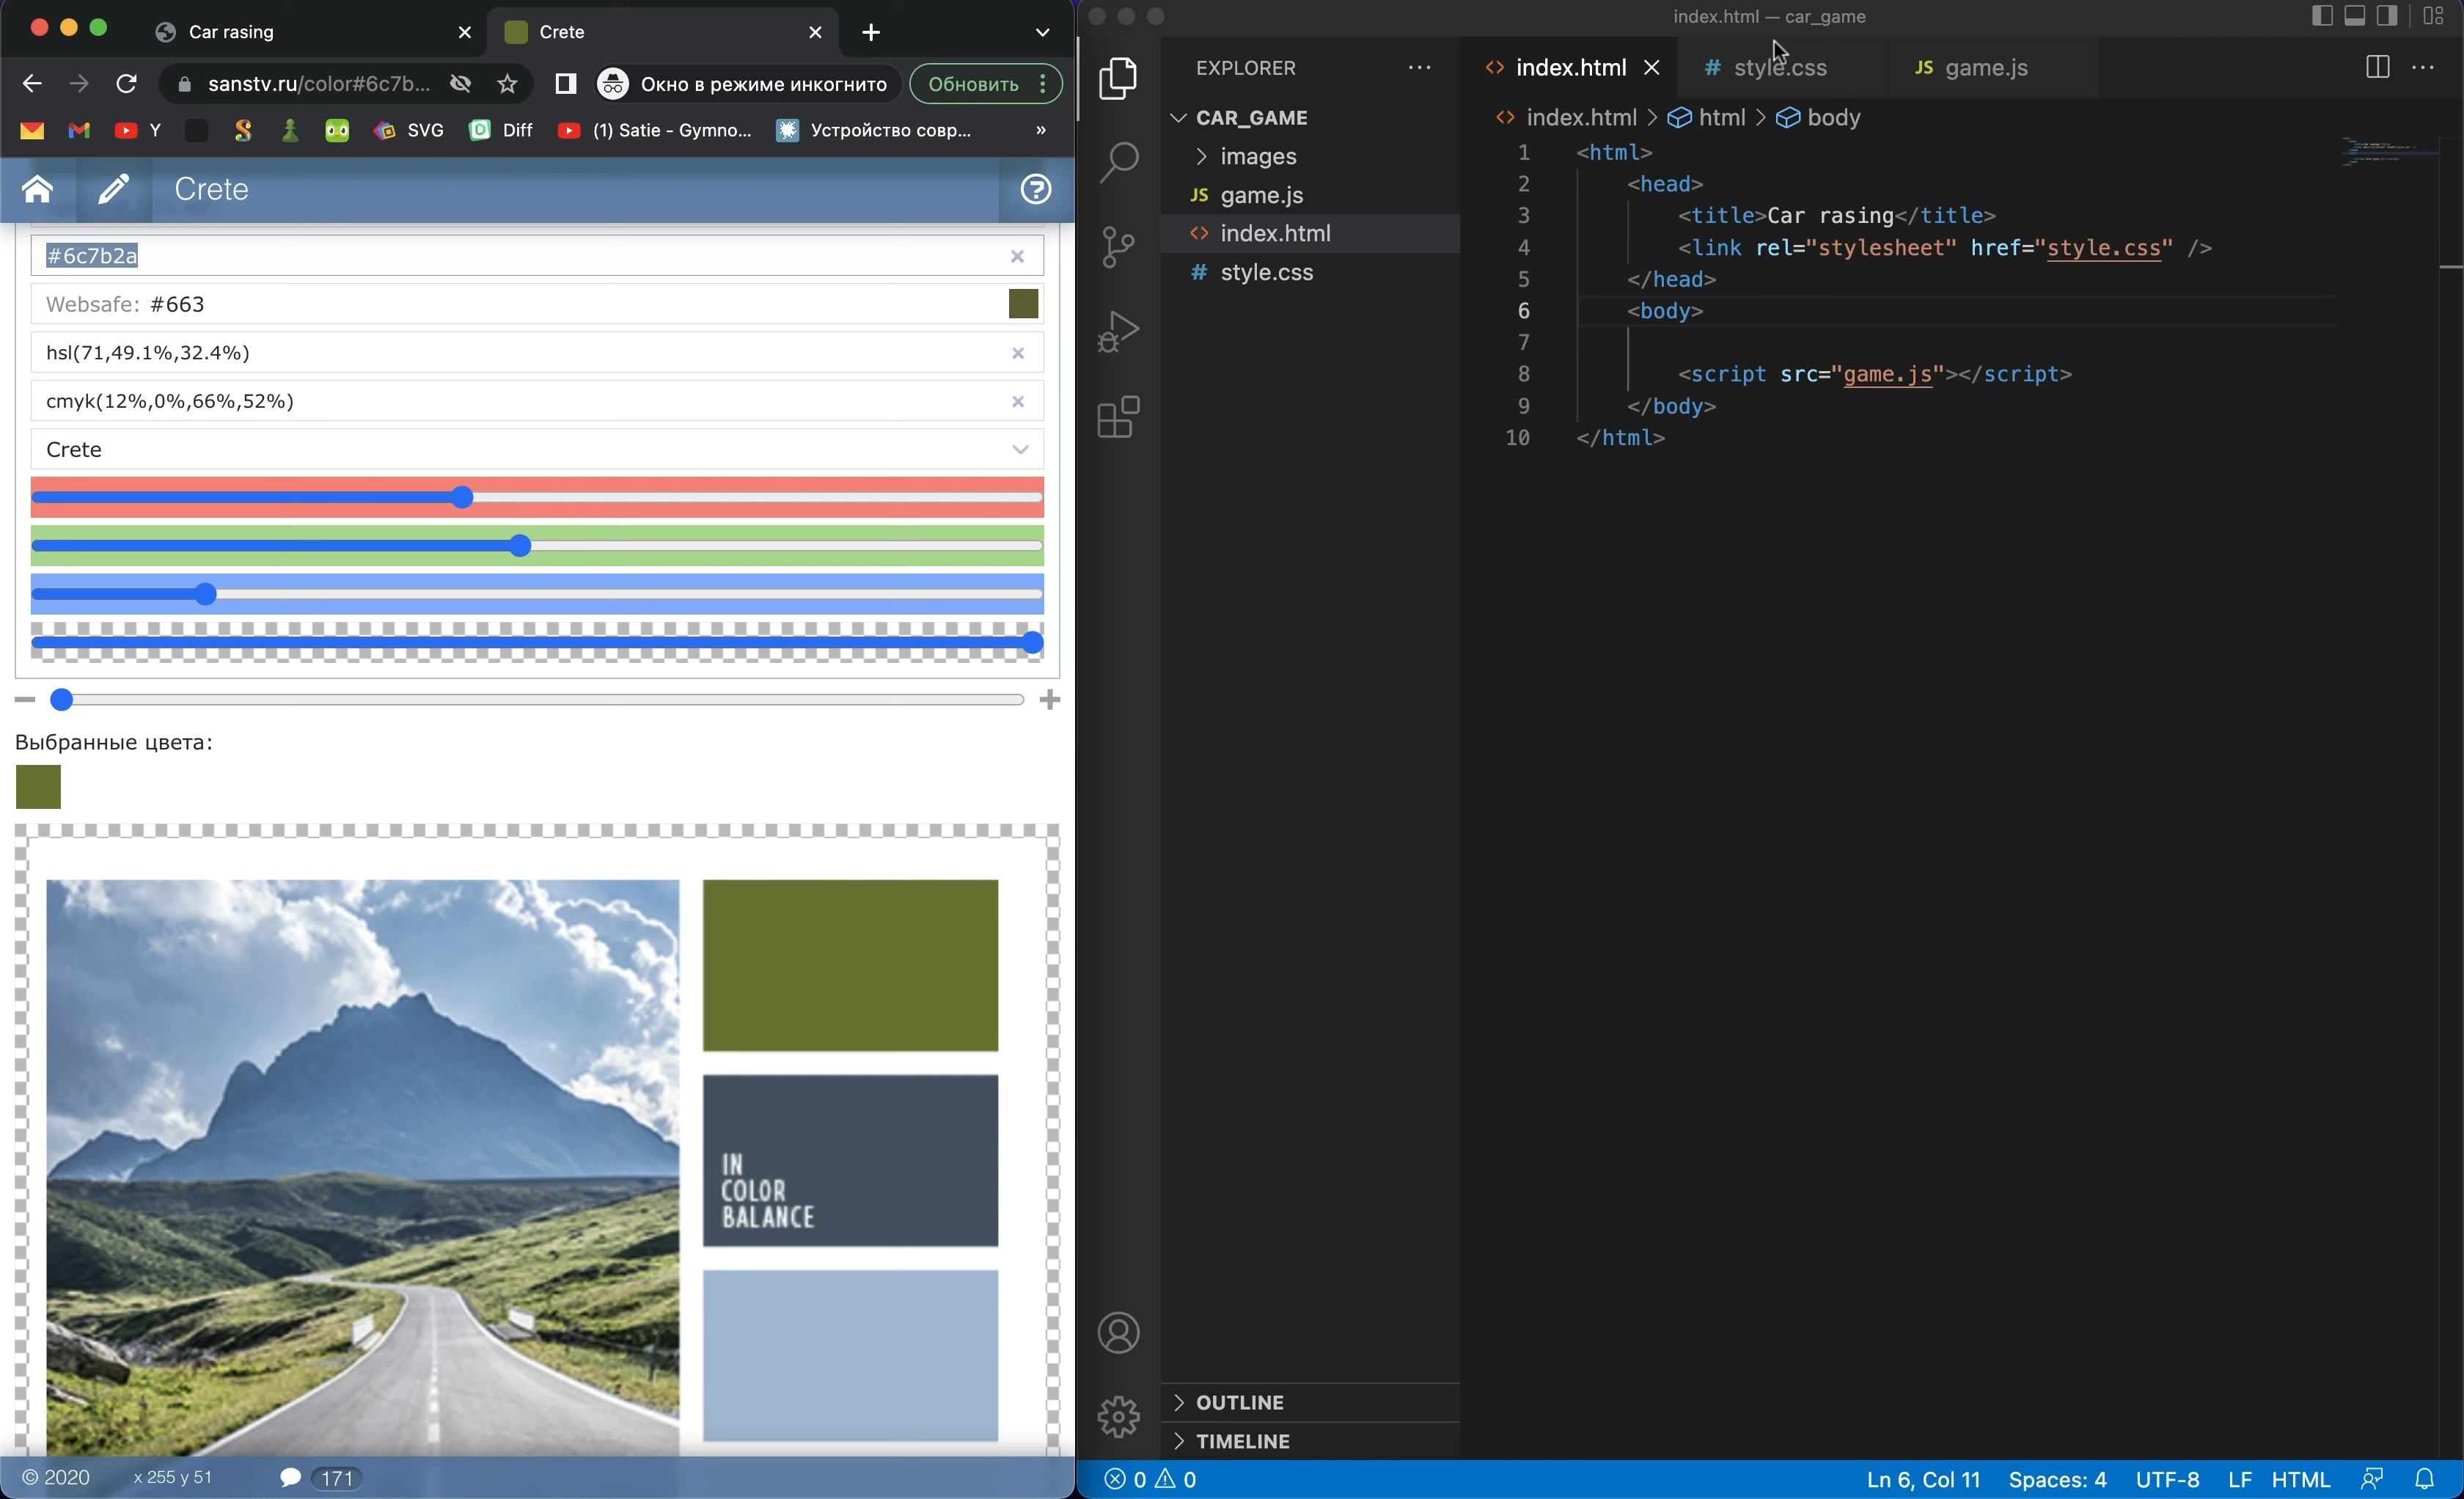 Car rasing
Crete
sanstv.ru/color#6c7b...
Окно в режиме инкогнито
Обновить
Y
SVG
Diff
(1) Satie - Gymno...
Устройство совр...
»
Crete
#6c7b2a
Websafe: #663
hsl(71,49.1%,32.4%)
cmyk(12%,0%,66%,52%)
Crete
Выбранные цвета:
IN
COLOR
BALANCE
© 2020 x 255 y 51 171
index.html — car_game
EXPLORER
CAR_GAME
images
JS game.js
<> index.html
# style.css
OUTLINE
TIMELINE
<> index.html
# style.css
JS game.js
<> index.html > html > body
1 <html>
2 <head>
3 <title>Car rasing</title>
4 <link rel="stylesheet" href="style.css" />
5 </head>
6 <body>
7
8 <script src="game.js"></script>
9 </body>
10 </html>
0 0
Ln 6, Col 11 Spaces: 4 UTF-8 LF HTML